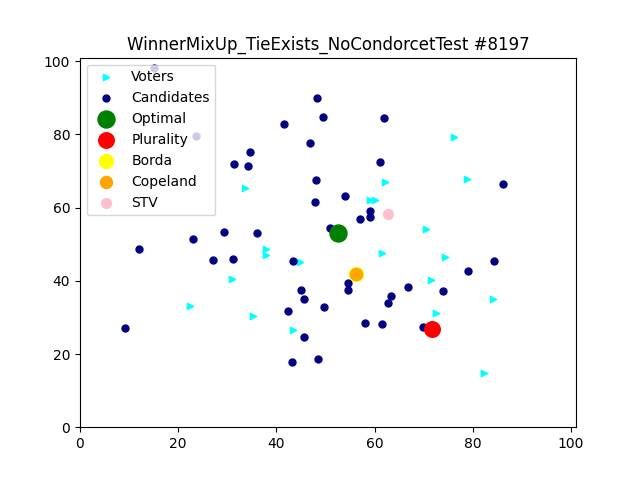 WinnerMixUp_TieExists_NoCondorcetTest #8197
100
80
60
40
20
0
Voters
Candidates
Optimal
Plurality
Borda
Copeland
STV
0 20 40 60 80 100